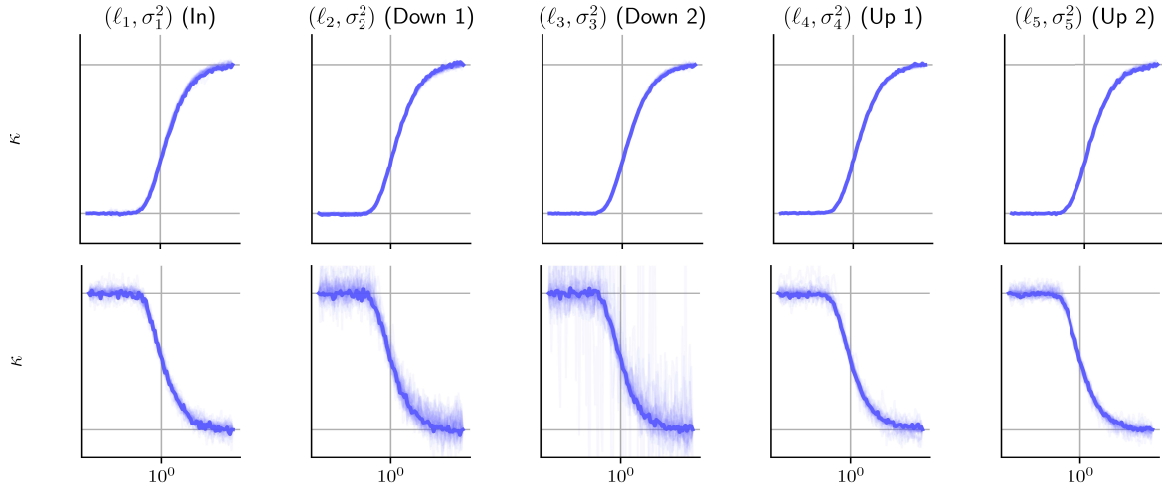 (ℓ₁, σ₁²) (In)
(ℓ₂, σ₂²) (Down 1)
(ℓ₃, σ₃²) (Down 2)
(ℓ₄, σ₄²) (Up 1)
(ℓ₅, σ₅²) (Up 2)
κ
κ
10⁰
10⁰
10⁰
10⁰
10⁰